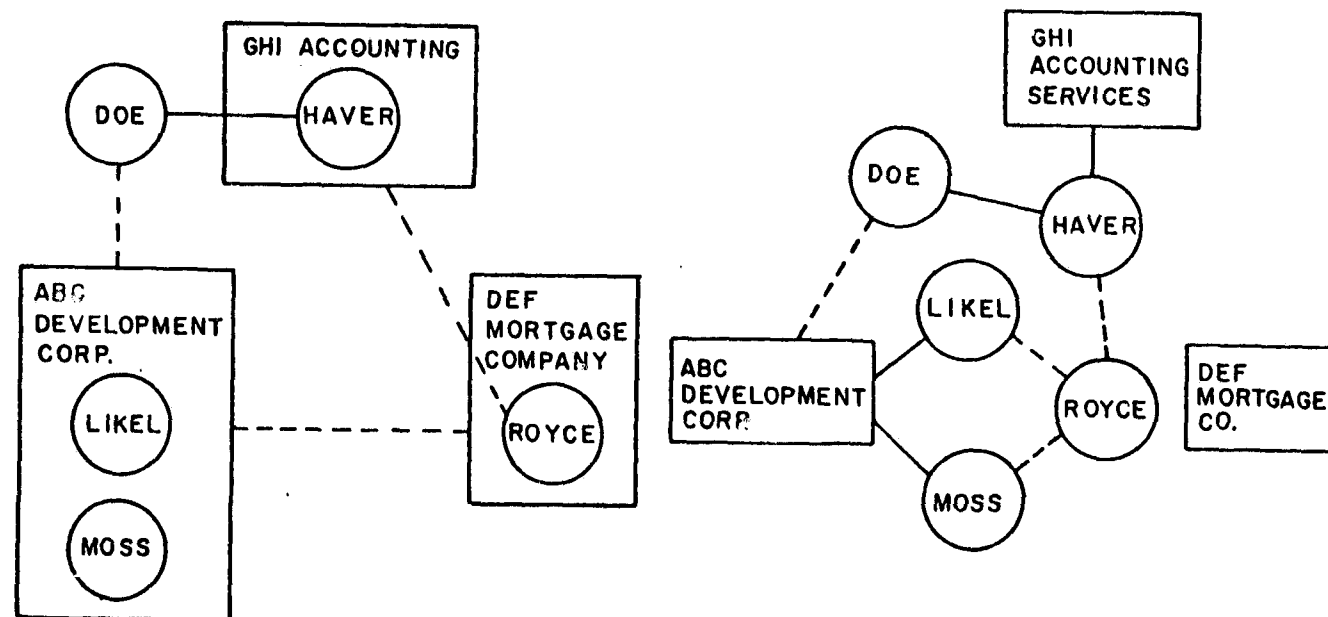 GHI ACCOUNTING
DOE
HAVER
ABC
DEVELOPMENT
CORP.
LIKEL
MOSS
DEF
MORTGAGE
COMPANY
ROYCE
GHI
ACCOUNTING
SERVICES
DOE
HAVER
LIKEL
ABC
DEVELOPMENT
CORP.
ROYCE
DEF
MORTGAGE
CO.
MOSS